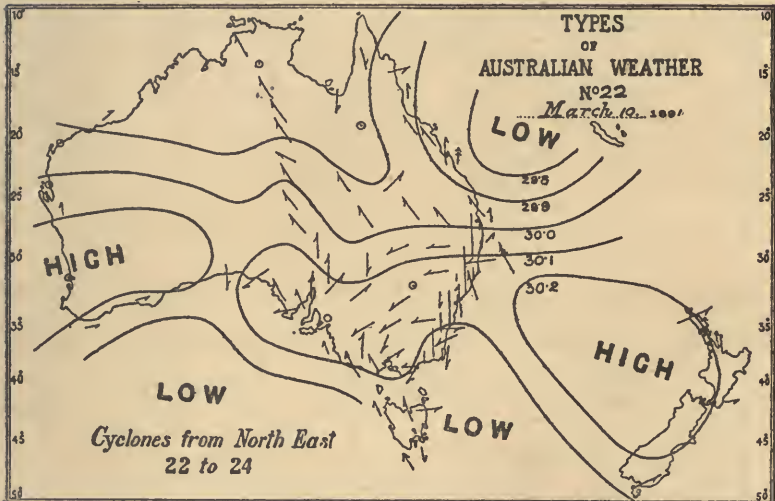 TYPES
OF
AUSTRALIAN WEATHER
Nº22
March 10, 1891
LOW
29.8
29.9
30.0
30.1
30.2
HIGH
HIGH
LOW
LOW
Cyclones from North East
22 to 24
10°
15°
20°
25°
30°
35°
40°
45°
50°
10°
15°
20°
25°
30°
35°
40°
45°
50°